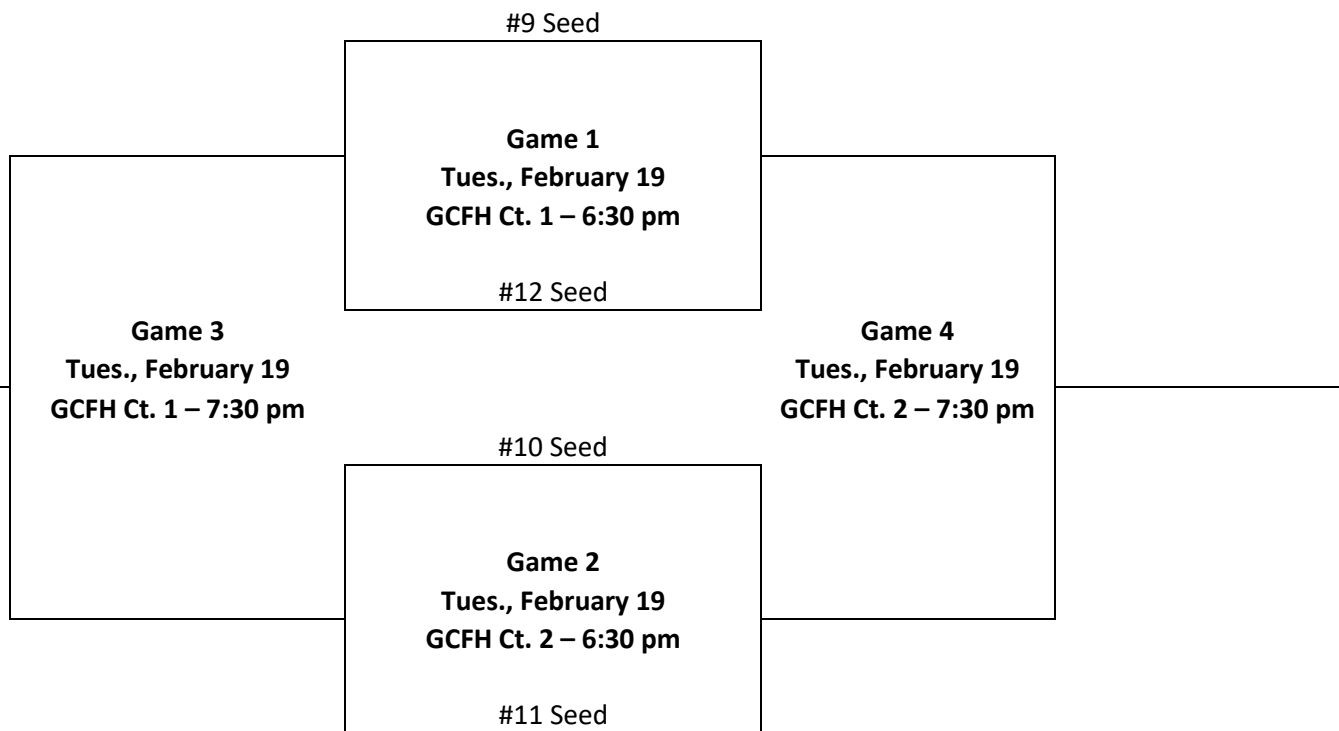 #9 Seed
Game 1
Tues., February 19
GCFH Ct. 1 – 6:30 pm
#12 Seed
Game 3
Tues., February 19
GCFH Ct. 1 – 7:30 pm
Game 4
Tues., February 19
GCFH Ct. 2 – 7:30 pm
#10 Seed
Game 2
Tues., February 19
GCFH Ct. 2 – 6:30 pm
#11 Seed